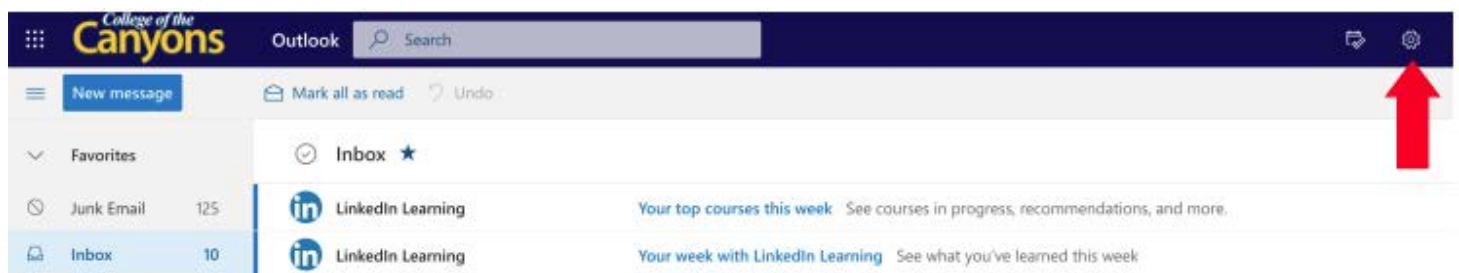 College of the
Canyons
Outlook Search
New message Mark all as read Undo
Favorites Inbox
Junk Email 125 LinkedIn Learning Your top courses this week See courses in progress, recommendations, and more.
Inbox 10 LinkedIn Learning Your week with LinkedIn Learning See what you've learned this week